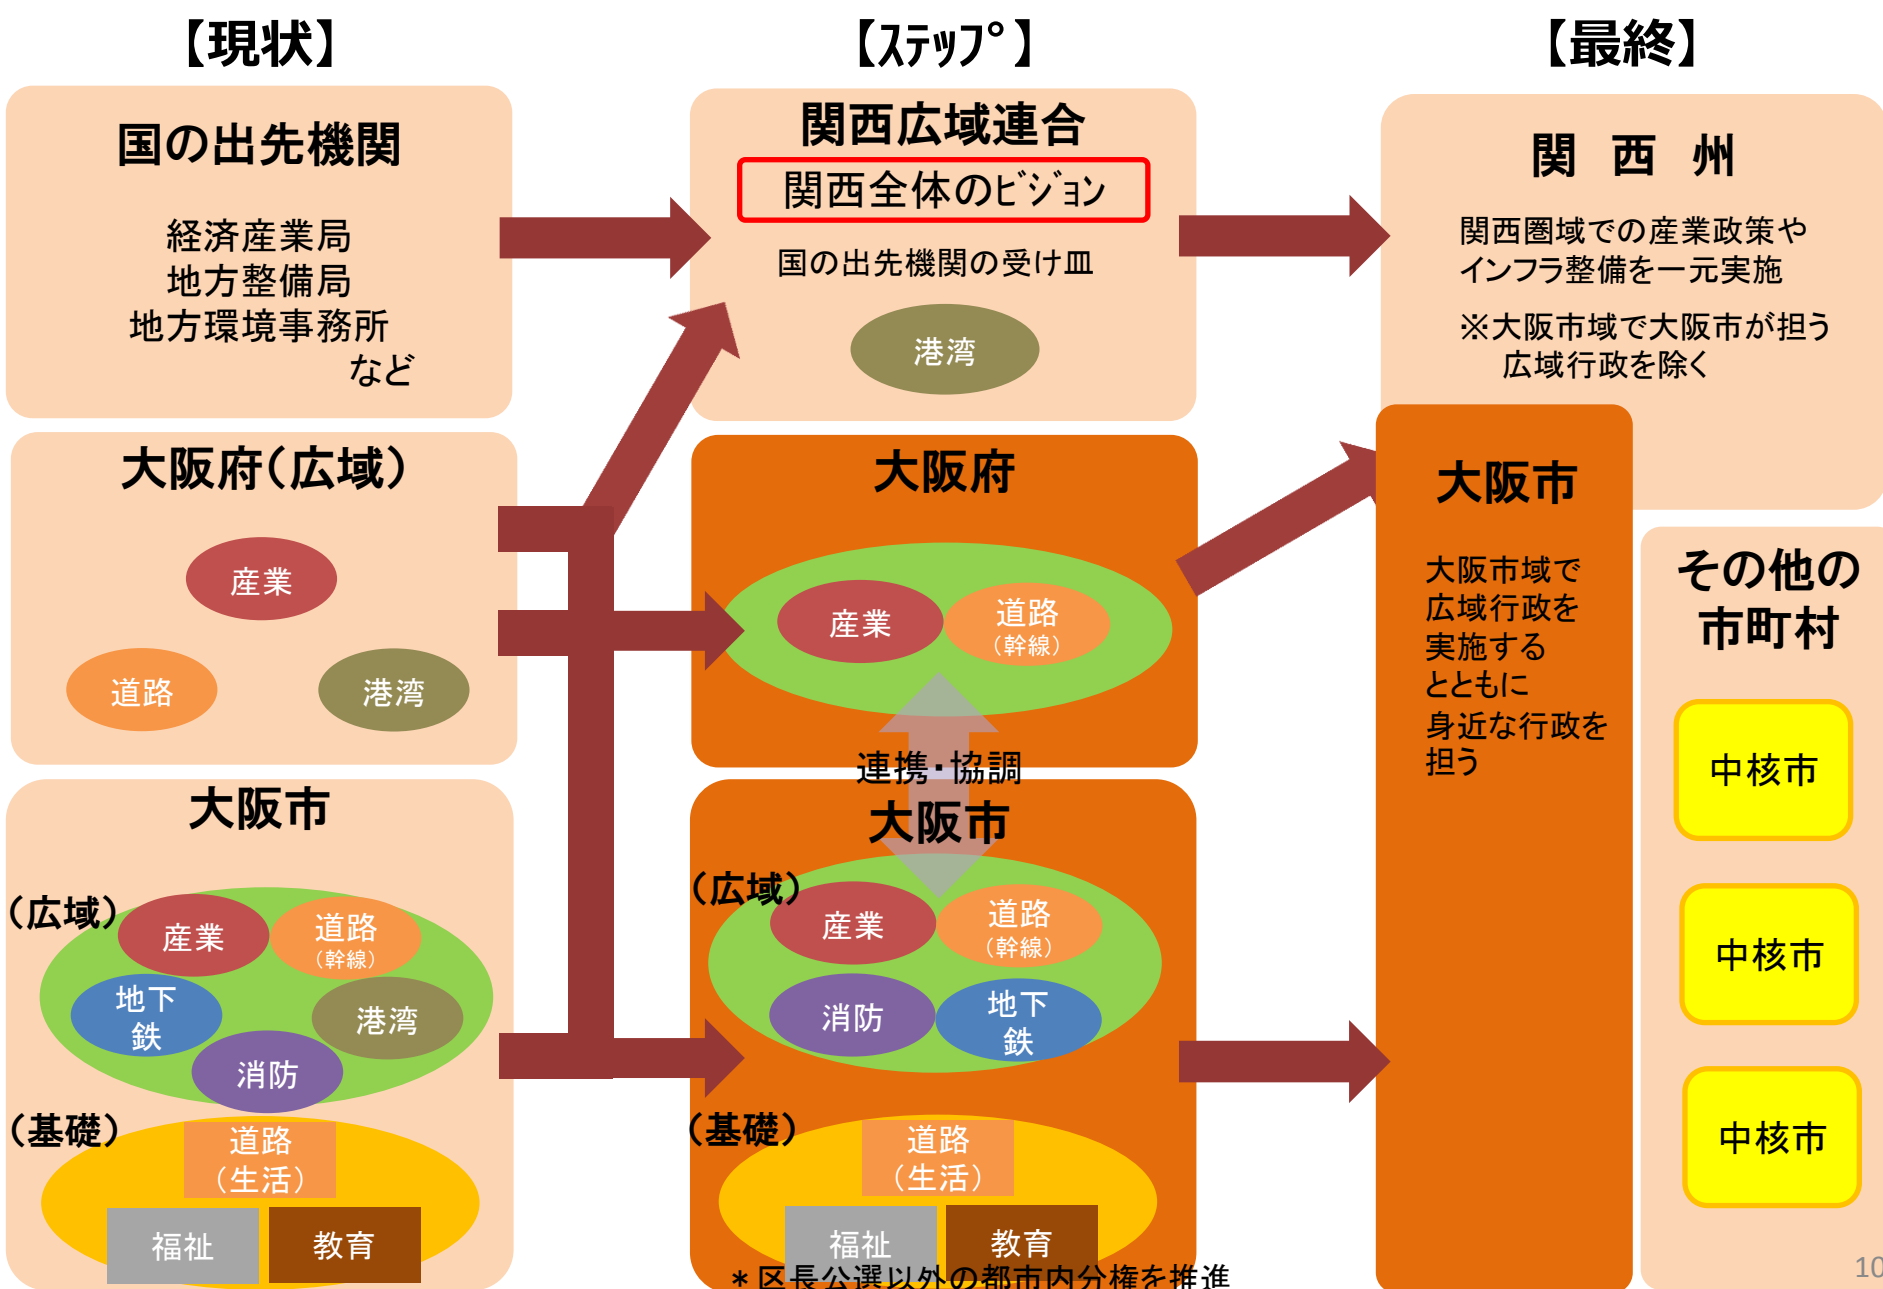 【現状】
国の出先機関
経済産業局
地方整備局
地方環境事務所
など
大阪府(広域)
産業
道路
港湾
大阪市
(広域)
産業
道路
(幹線)
地下
鉄
港湾
消防
(基礎)
道路
(生活)
福祉
教育
【ステップ】
関西広域連合
関西全体のビジョン
国の出先機関の受け皿
港湾
大阪府
産業
道路
(幹線)
連携・協調
大阪市
(広域)
産業
道路
(幹線)
消防
地下
鉄
(基礎)
道路
(生活)
福祉
教育
*区長公選以外の都市内分権を推進
【最終】
関 西 州
関西圏域での産業政策や
インフラ整備を一元実施
※大阪市域で大阪市が担う
広域行政を除く
大阪市
大阪市域で
広域行政を
実施する
とともに
身近な行政を
担う
その他の
市町村
中核市
中核市
中核市
10